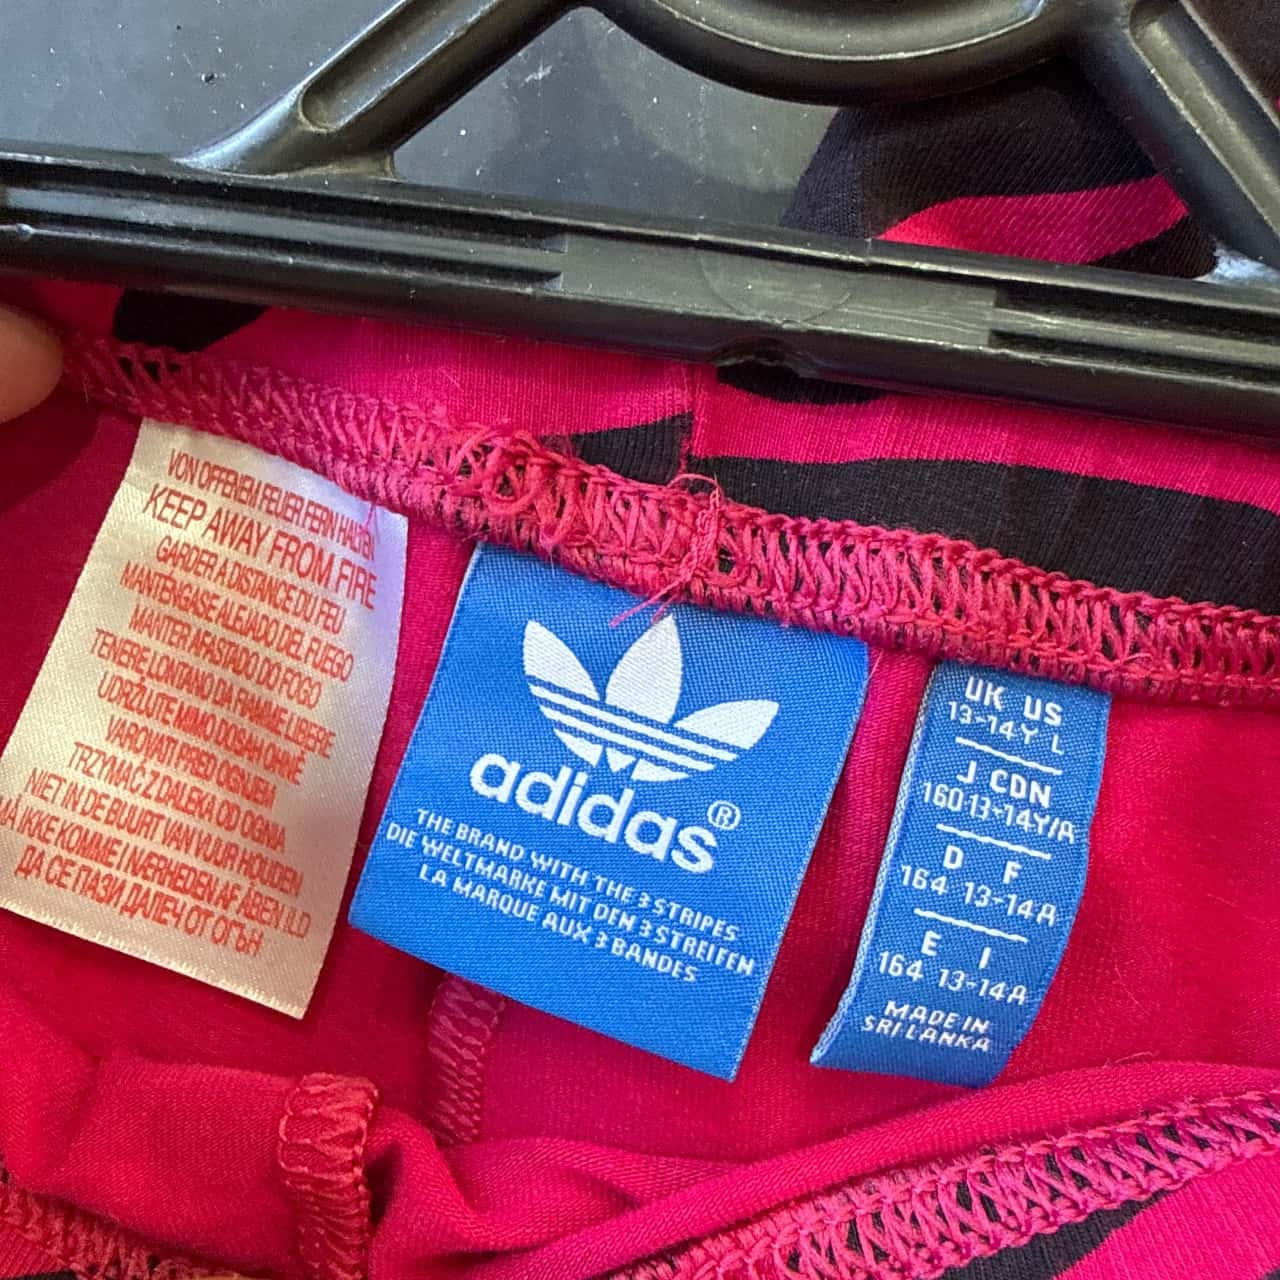 VON OFFENEM FEUER FERN HALTEN
KEEP AWAY FROM FIRE
GARDER A DISTANCE DU FEU
MANTÉNGASE ALEJADO DEL FUEGO
MANTER AFASTADO DO FOGO
TENERE LONTANO DA FIAMME LIBERE
UDRŽUTE MIMO DOSAH OHNĚ
VAROVATI PRED OGNJEM
TRZYMAĆ Z DALEKA OD OGNIA
NIET IN DE BUURT VAN VUUR HOUDEN
MÅ IKKE KOMME I NÆRHEDEN AF ÅBEN ILD
ДА СЕ ПАЗИ ДАЛЕЧ ОТ ОГЪН
adidas®
THE BRAND WITH THE 3 STRIPES
DIE WELTMARKE MIT DEN 3 STREIFEN
LA MARQUE AUX 3 BANDES
UK US
13-14Y L
J CDN
160 13-14Y/A
D F
164 13-14A
E I
164 13-14A
MADE IN
SRI LANKA